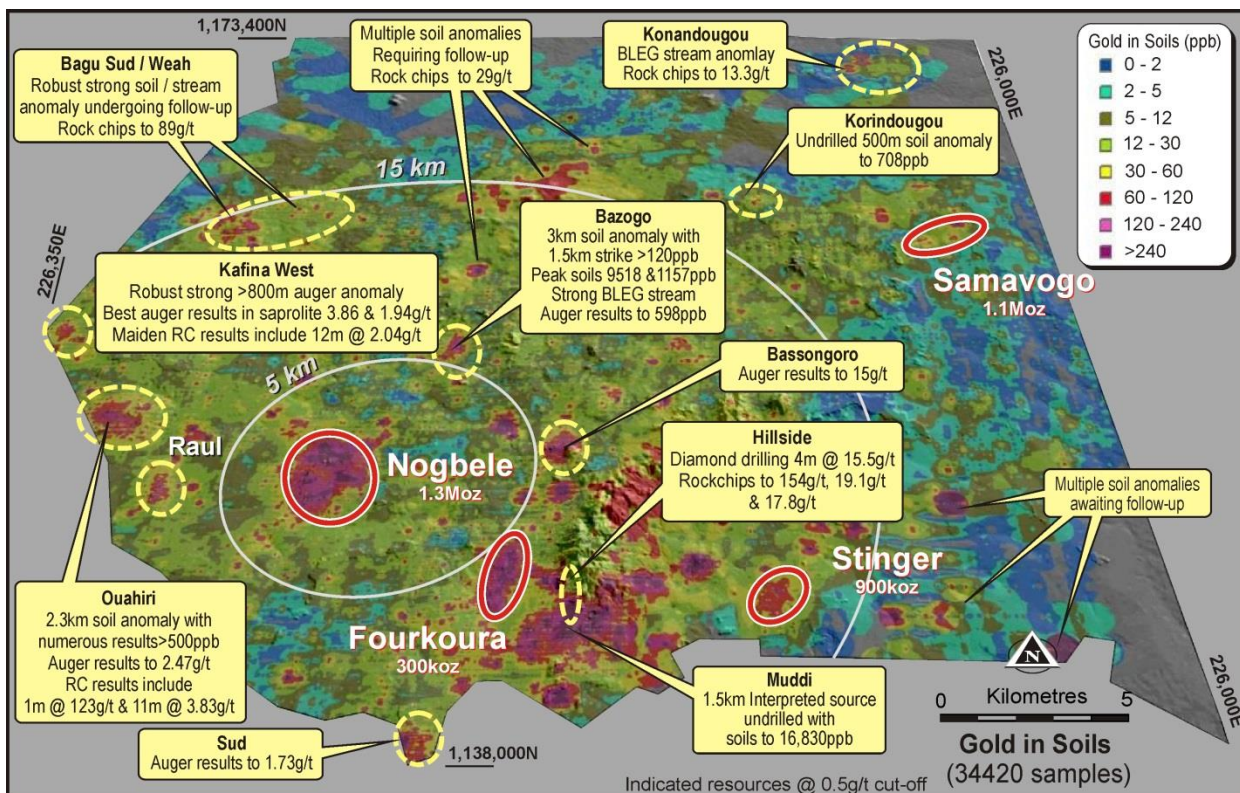 1,173,400N
Bagu Sud / Weah
Robust strong soil / stream
anomaly undergoing follow-up
Rock chips to 89g/t
Multiple soil anomalies
Requiring follow-up
Rock chips to 29g/t
Konandougou
BLEG stream anomlay
Rock chips to 13.3g/t
226,000E
Gold in Soils (ppb)
0 - 2
2 - 5
5 - 12
12 - 30
30 - 60
60 - 120
120 - 240
>240
Korindougou
Undrilled 500m soil anomaly
to 708ppb
15 km
226,350E
Kafina West
Robust strong >800m auger anomaly
Best auger results in saprolite 3.86 & 1.94g/t
Maiden RC results include 12m @ 2.04g/t
Bazogo
3km soil anomaly with
1.5km strike >120ppb
Peak soils 9518 &1157ppb
Strong BLEG stream
Auger results to 598ppb
Samavogo
1.1Moz
5 km
Bassongoro
Auger results to 15g/t
Raul
Nogbele
1.3Moz
Hillside
Diamond drilling 4m @ 15.5g/t
Rockchips to 154g/t, 19.1g/t
& 17.8g/t
Multiple soil anomalies
awaiting follow-up
Stinger
900koz
Ouahiri
2.3km soil anomaly with
numerous results>500ppb
Auger results to 2.47g/t
RC results include
1m @ 123g/t & 11m @ 3.83g/t
Fourkoura
300koz
Muddi
1.5km Interpreted source
undrilled with
soils to 16,830ppb
N
226,000E
0 Kilometres 5
Sud
Auger results to 1.73g/t
1,138,000N
Gold in Soils
(34420 samples)
Indicated resources @ 0.5g/t cut-off